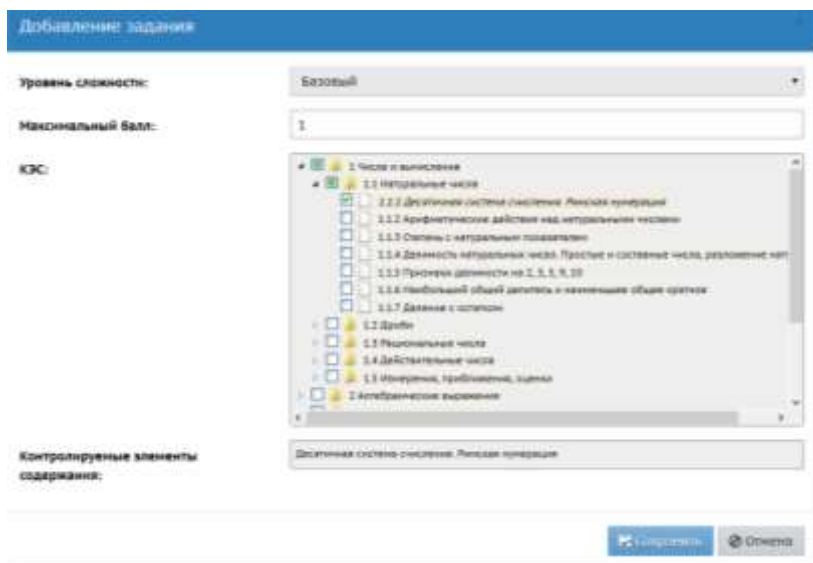 Добавление задания
Уровень сложности:
Базовый
Максимальный балл:
1
КЭС:
1 Числа и вычисления
1.1 Натуральные числа
1.1.1 Десятичная система счисления. Римская нумерация
1.1.2 Арифметические действия над натуральными числами
1.1.3 Степень с натуральным показателем
1.1.4 Делимость натуральных чисел. Простые и составные числа, разложение нат
1.1.5 Признаки делимости на 2, 3, 5, 9, 10
1.1.6 Наибольший общий делитель и наименьшее общее кратное
1.1.7 Деление с остатком
1.2 Дроби
1.3 Рациональные числа
1.4 Действительные числа
1.5 Измерения, приближения, оценки
2 Алгебраические выражения
Контролируемые элементы
содержания:
Десятичная система счисления. Римская нумерация
Сохранить
Отмена